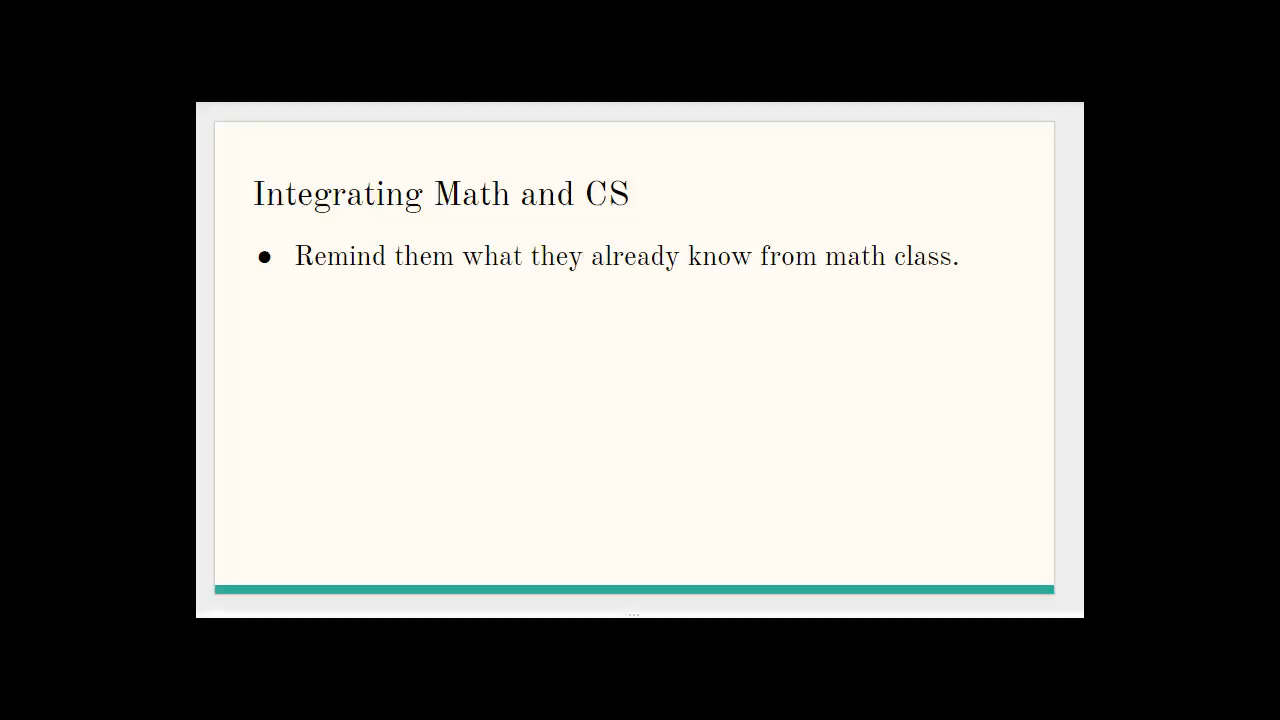 Integrating Math and CS
● Remind them what they already know from math class.